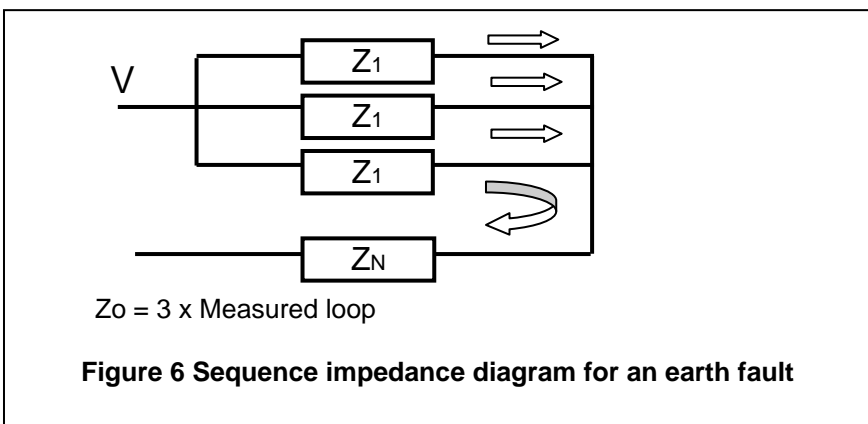 Z1
V
Z1
Z1
ZN
Zo = 3 x Measured loop
Figure 6 Sequence impedance diagram for an earth fault